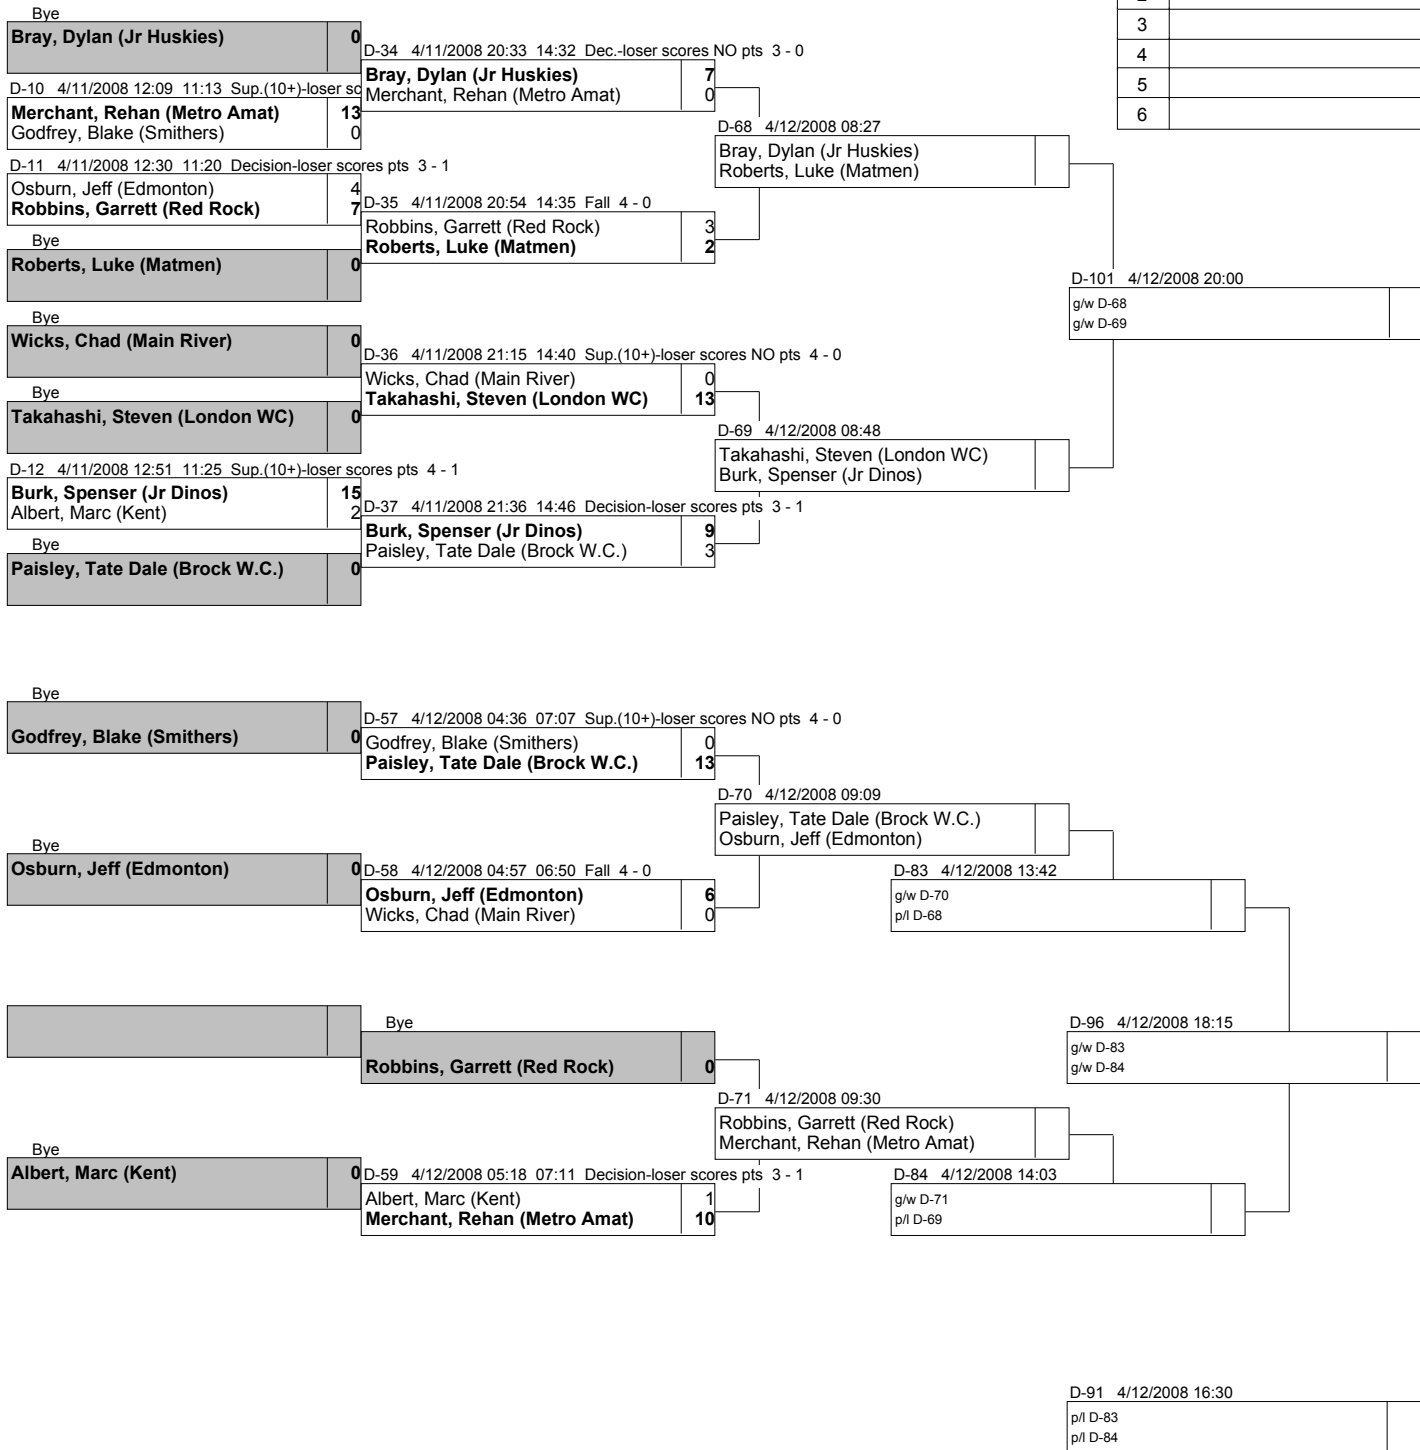 2
3
4
5
6
Bye
Bray, Dylan (Jr Huskies) 0
D-10 4/11/2008 12:09 11:13 Sup.(10+)-loser sc
Merchant, Rehan (Metro Amat) 13
Godfrey, Blake (Smithers) 0
D-11 4/11/2008 12:30 11:20 Decision-loser scores pts 3 - 1
Osburn, Jeff (Edmonton) 4
Robbins, Garrett (Red Rock) 7
Bye
Roberts, Luke (Matmen) 0
Bye
Wicks, Chad (Main River) 0
Bye
Takahashi, Steven (London WC) 0
D-12 4/11/2008 12:51 11:25 Sup.(10+)-loser scores pts 4 - 1
Burk, Spenser (Jr Dinos) 15
Albert, Marc (Kent) 2
Bye
Paisley, Tate Dale (Brock W.C.) 0
D-34 4/11/2008 20:33 14:32 Dec.-loser scores NO pts 3 - 0
Bray, Dylan (Jr Huskies) 7
Merchant, Rehan (Metro Amat) 0
D-35 4/11/2008 20:54 14:35 Fall 4 - 0
Robbins, Garrett (Red Rock) 3
Roberts, Luke (Matmen) 2
D-36 4/11/2008 21:15 14:40 Sup.(10+)-loser scores NO pts 4 - 0
Wicks, Chad (Main River) 0
Takahashi, Steven (London WC) 13
D-37 4/11/2008 21:36 14:46 Decision-loser scores pts 3 - 1
Burk, Spenser (Jr Dinos) 9
Paisley, Tate Dale (Brock W.C.) 3
D-68 4/12/2008 08:27
Bray, Dylan (Jr Huskies)
Roberts, Luke (Matmen)
D-69 4/12/2008 08:48
Takahashi, Steven (London WC)
Burk, Spenser (Jr Dinos)
D-101 4/12/2008 20:00
g/w D-68
g/w D-69
Bye
Godfrey, Blake (Smithers) 0
Bye
Osburn, Jeff (Edmonton) 0
Bye
Albert, Marc (Kent) 0
D-57 4/12/2008 04:36 07:07 Sup.(10+)-loser scores NO pts 4 - 0
Godfrey, Blake (Smithers) 0
Paisley, Tate Dale (Brock W.C.) 13
D-58 4/12/2008 04:57 06:50 Fall 4 - 0
Osburn, Jeff (Edmonton) 6
Wicks, Chad (Main River) 0
Bye
Robbins, Garrett (Red Rock) 0
D-59 4/12/2008 05:18 07:11 Decision-loser scores pts 3 - 1
Albert, Marc (Kent) 1
Merchant, Rehan (Metro Amat) 10
D-70 4/12/2008 09:09
Paisley, Tate Dale (Brock W.C.)
Osburn, Jeff (Edmonton)
D-71 4/12/2008 09:30
Robbins, Garrett (Red Rock)
Merchant, Rehan (Metro Amat)
D-83 4/12/2008 13:42
g/w D-70
p/l D-68
D-84 4/12/2008 14:03
g/w D-71
p/l D-69
D-96 4/12/2008 18:15
g/w D-83
g/w D-84
D-91 4/12/2008 16:30
p/l D-83
p/l D-84